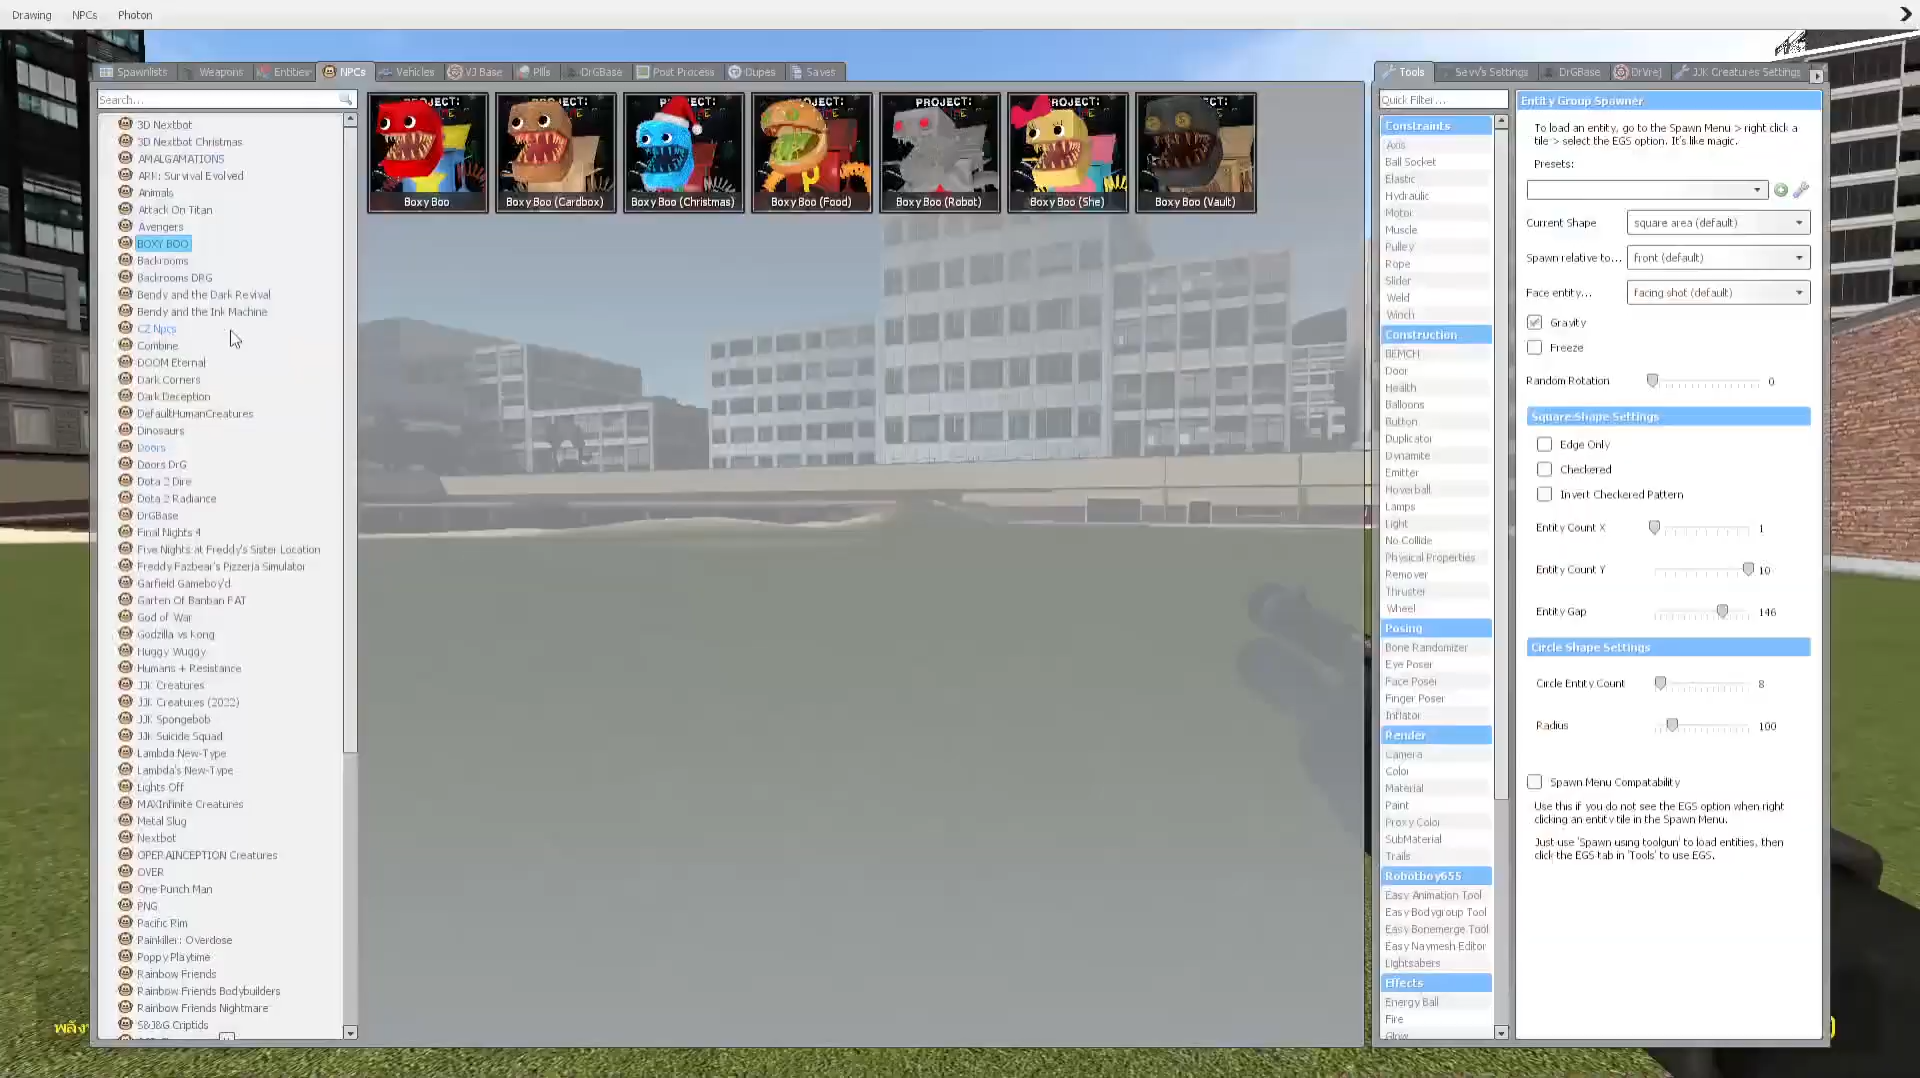 Drawing NPCs Photon
Spawnlists Weapons Entities NPCs Vehicles VJ Base Pills DrGBase Post Process Dupes Saves
Search...
3D Nextbot
3D Nextbot Christmas
AMALGAMATIONS
ARK: Survival Evolved
Animals
Attack On Titan
Avengers
BOXY BOO
Backrooms
Backrooms DRG
Bendy and the Dark Revival
Bendy and the Ink Machine
CZ Npcs
Combine
DOOM Eternal
Dark Corners
Dark Deception
DefaultHumanCreatures
Dinosaurs
Doors
Doors DrG
Dota 2 Dire
Dota 2 Radiance
DrGBase
Final Nights 4
Five Nights at Freddy's Sister Location
Freddy Fazbear's Pizzeria Simulator
Garfield Gameboy'd
Garten Of Banban PAT
God of War
Godzilla vs Kong
Huggy Wuggy
Humans + Resistance
JJK Creatures
JJK Creatures (2022)
JJK Spongebob
JJK Suicide Squad
Lambda New-Type
Lambda's New-Type
Lights Off
MAXInfinite Creatures
Metal Slug
Nextbot
OPERAINCEPTION Creatures
OVER
One Punch Man
PNG
Pacific Rim
Painkiller: Overdose
Poppy Playtime
Rainbow Friends
Rainbow Friends Bodybuilders
Rainbow Friends Nightmare
S&J&G Criptids
PROJECT: PROJECT: PROJECT: PROJECT:
Boxy Boo Boxy Boo (Cardbox) Boxy Boo (Christmas) Boxy Boo (Food) Boxy Boo (Robot) Boxy Boo (She) Boxy Boo (Vault)
Tools Sevv's Settings DrGBase DrVrej JJK Creatures Settings
Quick Filter...
Constraints
Axis
Ball Socket
Elastic
Hydraulic
Motor
Muscle
Pulley
Rope
Slider
Weld
Winch
Construction
BEMCH
Door
Health
Balloons
Button
Duplicator
Dynamite
Emitter
Hoverball
Lamps
Light
No Collide
Physical Properties
Remover
Thruster
Wheel
Posing
Bone Randomizer
Eye Poser
Face Poser
Finger Poser
Inflator
Render
Camera
Color
Material
Paint
Proxy Color
SubMaterial
Trails
Robotboy655
Easy Animation Tool
Easy Bodygroup Tool
Easy Bonemerge Tool
Easy Navmesh Editor
Lightsabers
Effects
Energy Ball
Fire
Glow
Entity Group Spawner
To load an entity, go to the Spawn Menu > right click a
tile > select the EGS option. It's like magic.
Presets:
Current Shape square area (default)
Spawn relative to... front (default)
Face entity... facing shot (default)
Gravity
Freeze
Random Rotation 0
Square Shape Settings
Edge Only
Checkered
Invert Checkered Pattern
Entity Count X 1
Entity Count Y 10
Entity Gap 146
Circle Shape Settings
Circle Entity Count 8
Radius 100
Spawn Menu Compatability
Use this if you do not see the EGS option when right
clicking an entity tile in the Spawn Menu.
Just use 'Spawn using toolgun' to load entities, then
click the EGS tab in 'Tools' to use EGS.
พลัง